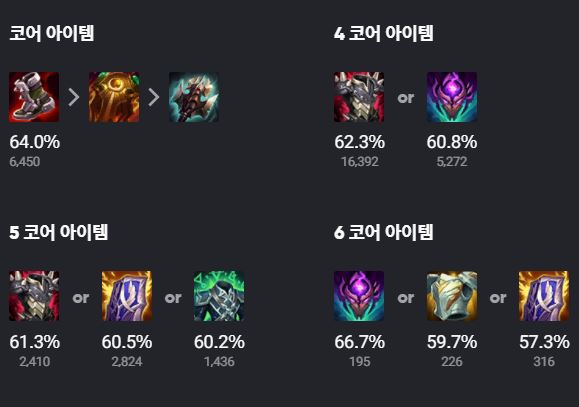 코어 아이템
64.0%
6,450
4 코어 아이템
or
62.3%
60.8%
16,392
5,272
5 코어 아이템
or
or
61.3%
60.5%
60.2%
2,410
2,824
1,436
6 코어 아이템
or
or
66.7%
59.7%
57.3%
195
226
316